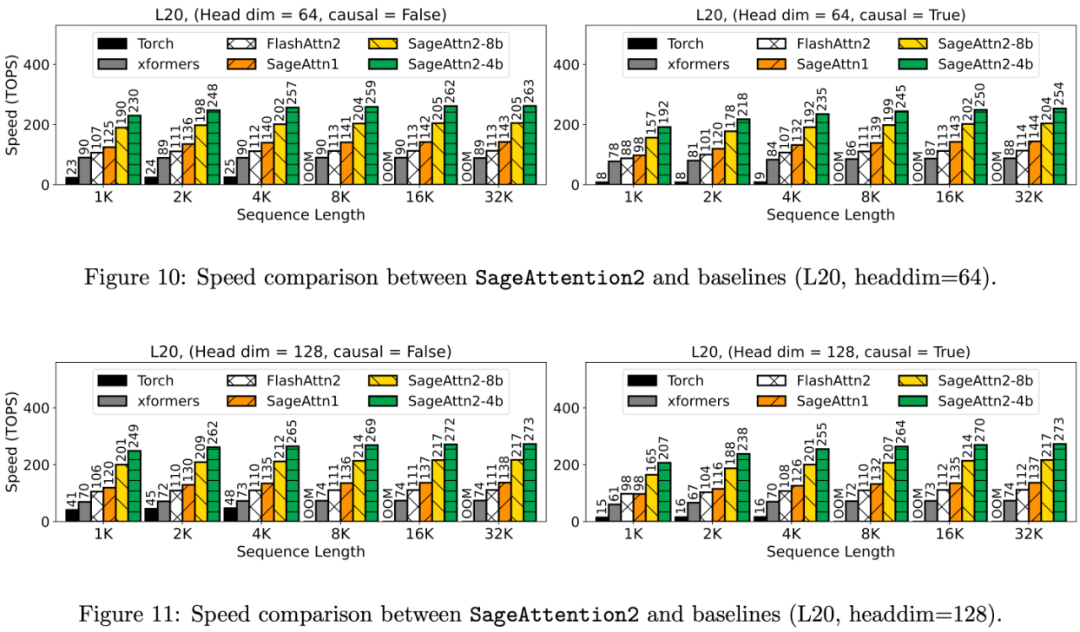 L20, (Head dim = 64, causal = False)
Speed (TOPS)
400
200
0
Torch
xformers
FlashAttn2
SageAttn1
SageAttn2-8b
SageAttn2-4b
23 90 107 125 190 230
24 89 111 136 198 248
25 90 112 140 202 257
OOM 90 113 141 204 259
OOM 90 113 142 205 262
OOM 89 113 143 205 263
1K 2K 4K 8K 16K 32K
Sequence Length
L20, (Head dim = 64, causal = True)
400
200
0
Torch
xformers
FlashAttn2
SageAttn1
SageAttn2-8b
SageAttn2-4b
8 78 88 98 157 192
8 81 101 120 178 218
9 84 107 132 192 235
OOM 86 111 139 199 245
OOM 87 113 143 202 250
OOM 88 114 144 204 254
1K 2K 4K 8K 16K 32K
Sequence Length
Figure 10: Speed comparison between SageAttention2 and baselines (L20, headdim=64).
L20, (Head dim = 128, causal = False)
Speed (TOPS)
400
200
0
Torch
xformers
FlashAttn2
SageAttn1
SageAttn2-8b
SageAttn2-4b
41 70 106 120 201 249
45 72 110 130 209 262
48 73 110 135 212 265
OOM 74 111 136 214 269
OOM 74 111 137 217 272
OOM 74 111 138 217 273
1K 2K 4K 8K 16K 32K
Sequence Length
L20, (Head dim = 128, causal = True)
400
200
0
Torch
xformers
FlashAttn2
SageAttn1
SageAttn2-8b
SageAttn2-4b
15 61 98 98 165 207
16 67 104 116 188 238
16 70 108 126 201 255
OOM 72 110 132 207 264
OOM 73 112 135 214 270
OOM 74 112 137 217 273
1K 2K 4K 8K 16K 32K
Sequence Length
Figure 11: Speed comparison between SageAttention2 and baselines (L20, headdim=128).